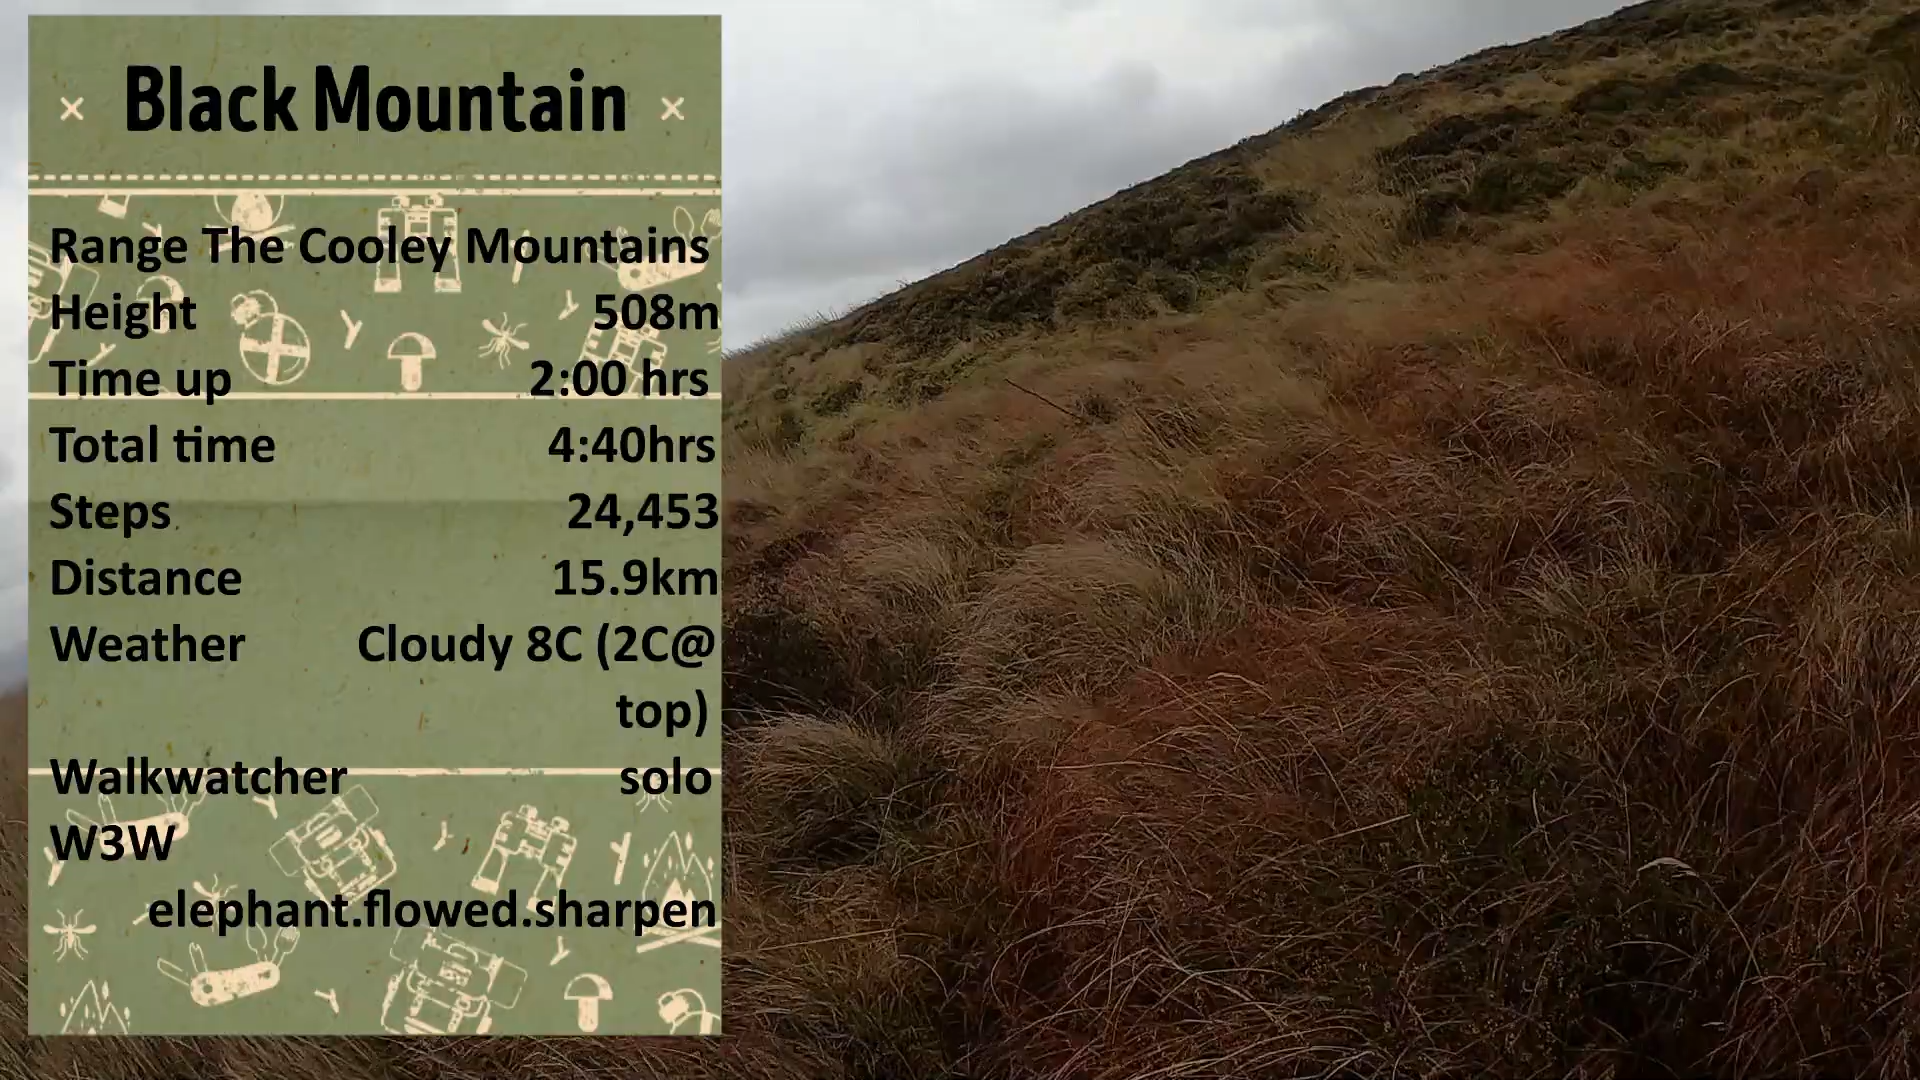 Black Mountain
Range The Cooley Mountains
Height 508m
Time up 2:00 hrs
Total time 4:40hrs
Steps 24,453
Distance 15.9km
Weather Cloudy 8C (2C@
top)
Walkwatcher solo
W3W
elephant.flowed.sharpen